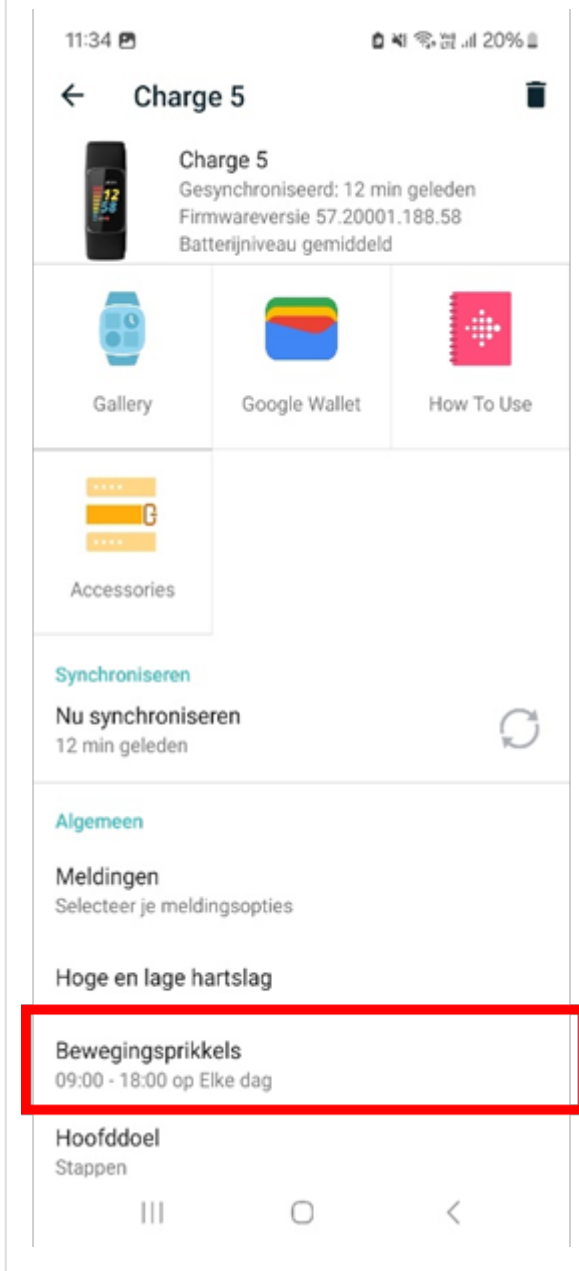 11:34 20%
Charge 5
Charge 5
Gesynchroniseerd: 12 min geleden
Firmwareversie 57.20001.188.58
Batterijniveau gemiddeld
Gallery
Google Wallet
How To Use
Accessories
Synchroniseren
Nu synchroniseren
12 min geleden
Algemeen
Meldingen
Selecteer je meldingsopties
Hoge en lage hartslag
Bewegingsprikkels
09:00 - 18:00 op Elke dag
Hoofddoel
Stappen